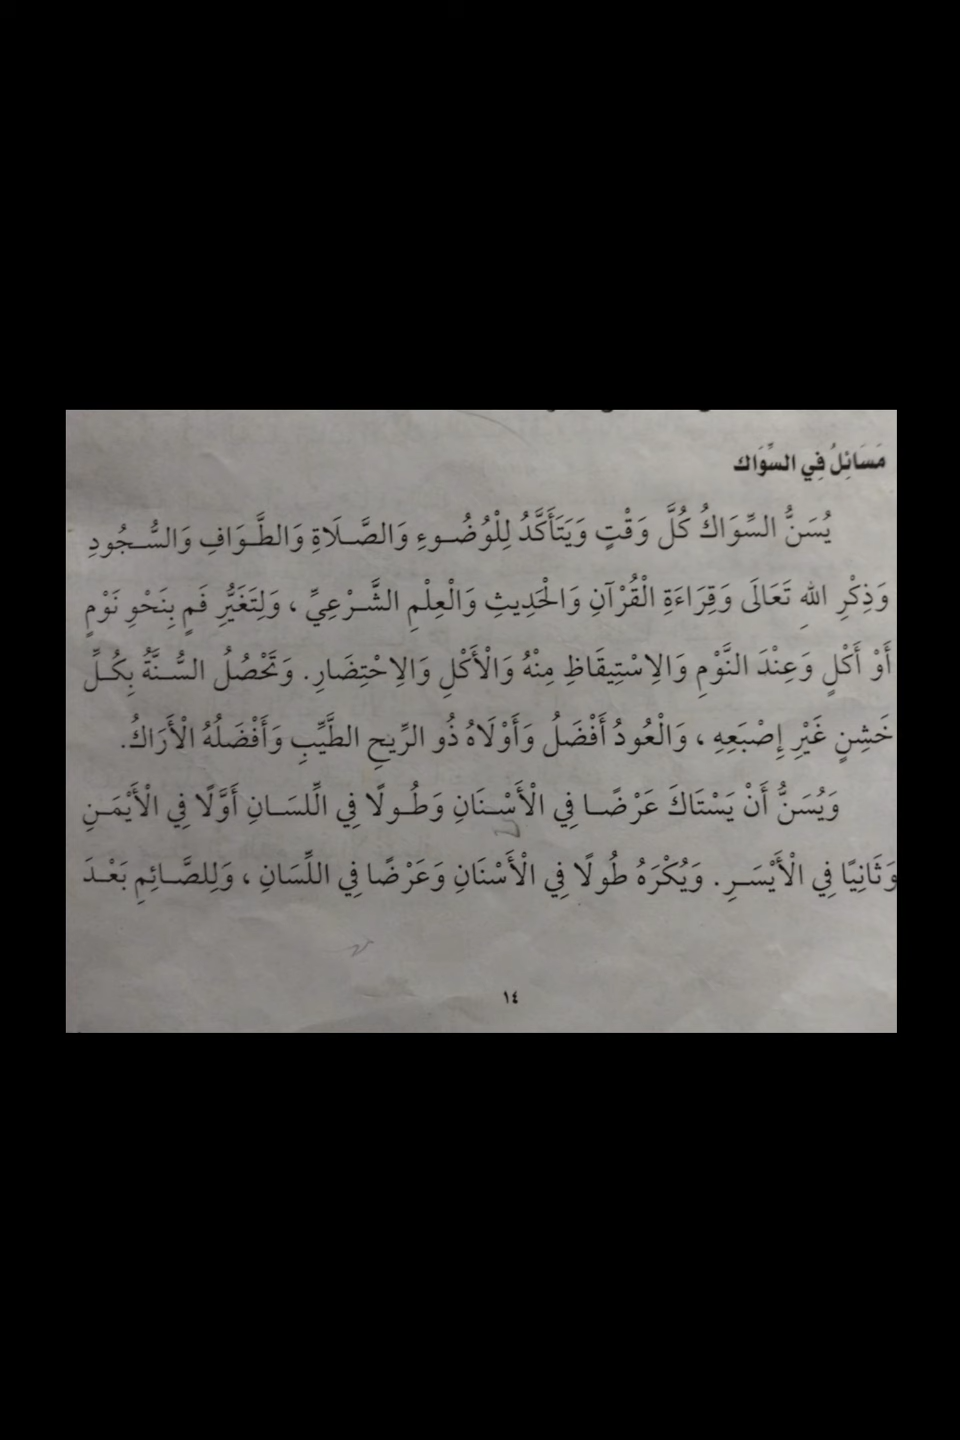 مَسَائِلُ فِي السِّوَاك
يُسَنُّ السِّوَاكُ كُلَّ وَقْتٍ وَيَتَأَكَّدُ لِلْوُضُوءِ وَالصَّلَاةِ وَالطَّوَافِ وَالسُّجُودِ
وَذِكْرِ اللهِ تَعَالَى وَقِرَاءَةِ الْقُرْآنِ وَالْحَدِيثِ وَالْعِلْمِ الشَّرْعِيِّ ، وَلِتَغَيُّرِ فَمٍ بِنَحْوِ نَوْمٍ
أَوْ أَكْلٍ وَعِنْدَ النَّوْمِ وَالِاسْتِيقَاظِ مِنْهُ وَالْأَكْلِ وَالِاحْتِضَارِ. وَتَحْصُلُ السُّنَّةُ بِكُلِّ
خَشِنٍ غَيْرِ إِصْبَعِهِ ، وَالْعُودُ أَفْضَلُ وَأَوْلَاهُ ذُو الرِّيحِ الطَّيِّبِ وَأَفْضَلُهُ الْأَرَاكُ.
وَيُسَنُّ أَنْ يَسْتَاكَ عَرْضًا فِي الْأَسْنَانِ وَطُولًا فِي الِّلسَانِ أَوَّلًا فِي الْأَيْمَنِ
وَثَانِيًا فِي الْأَيْسَرِ. وَيُكْرَهُ طُولًا فِي الْأَسْنَانِ وَعَرْضًا فِي اللِّسَانِ ، وَلِلصَّائِمِ بَعْدَ
١٤